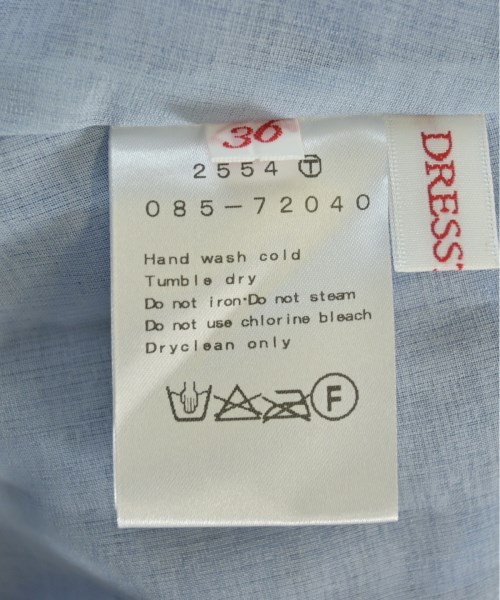 36
2554 Ⓣ
085-72040
DRESS
Hand wash cold
Tumble dry
Do not iron·Do not steam
Do not use chlorine bleach
Dryclean only
F